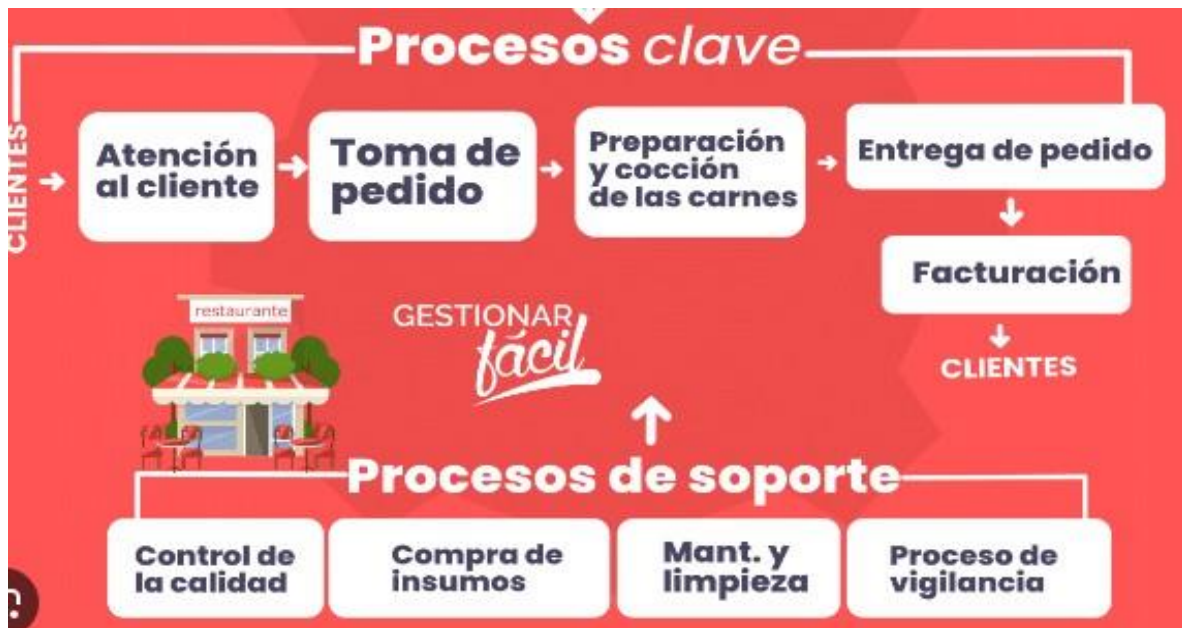 Procesos clave
CLIENTES
Atención
al cliente
Toma de
pedido
Preparación
y cocción
de las carnes
Entrega de pedido
Facturación
CLIENTES
restaurante
GESTIONAR
fácil
Procesos de soporte
Control de
la calidad
Compra de
insumos
Mant. y
limpieza
Proceso de
vigilancia